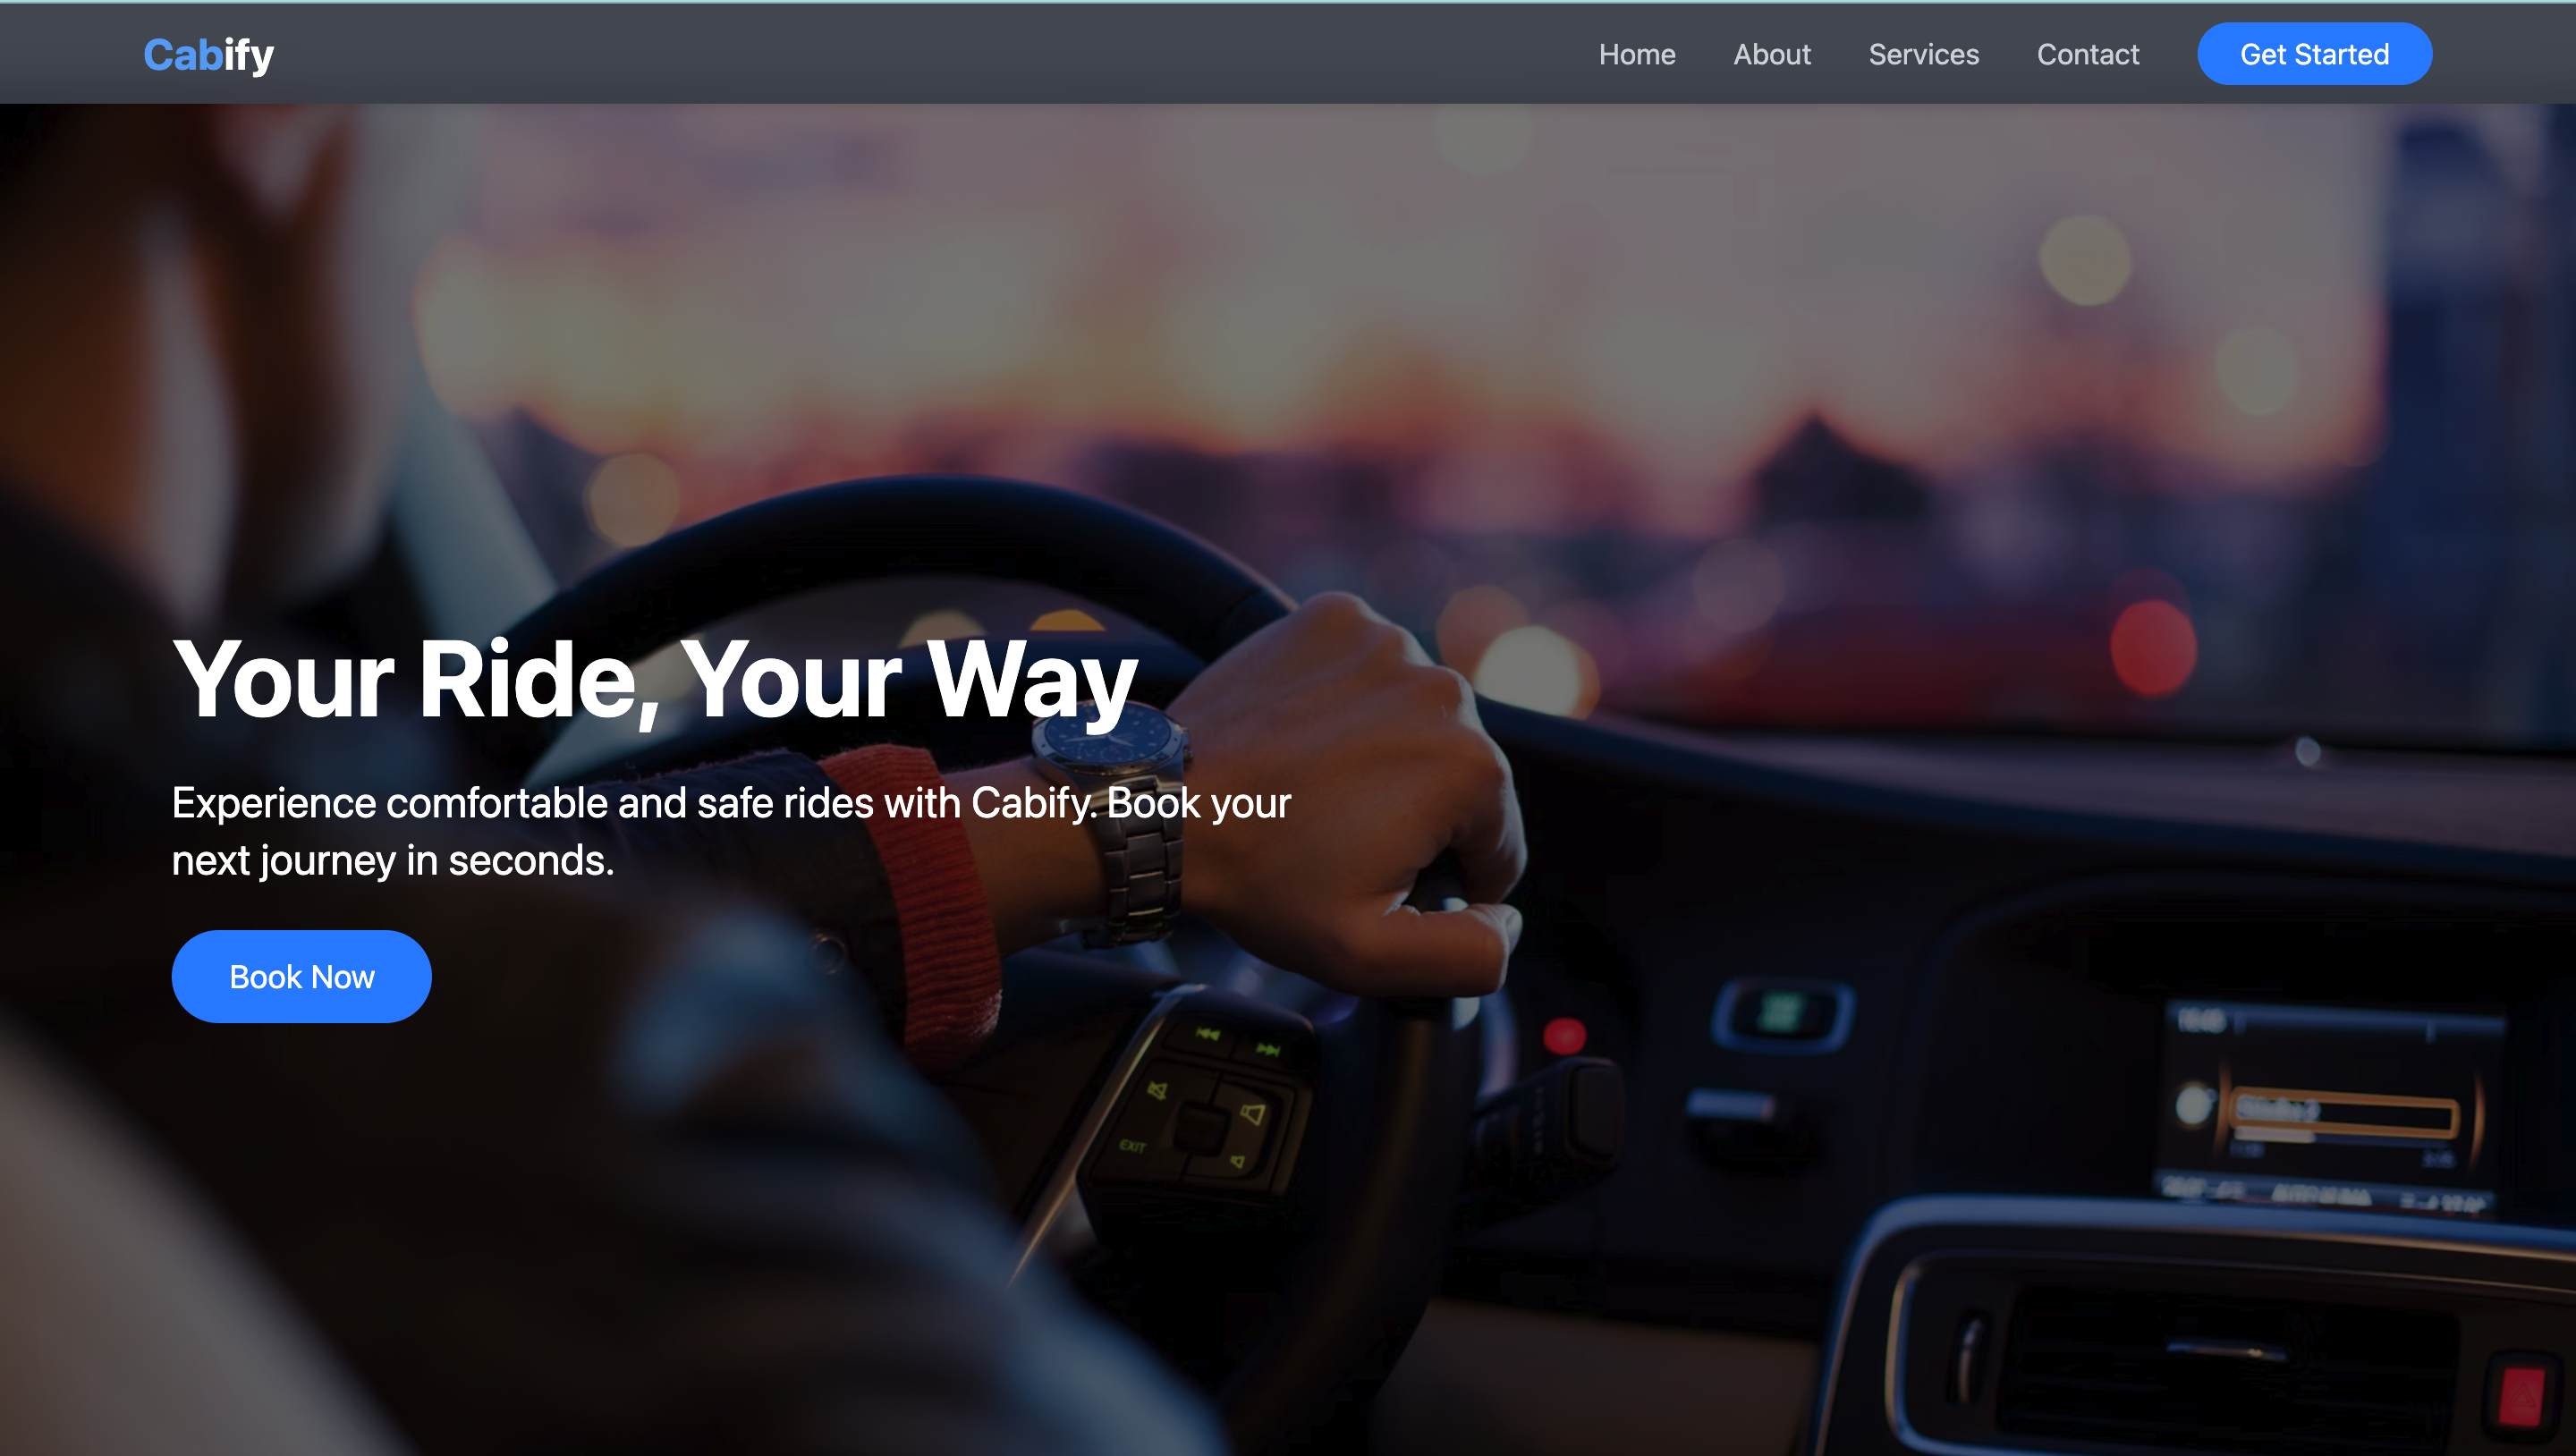 Cabify
Home About Services Contact Get Started
Your Ride, Your Way
Experience comfortable and safe rides with Cabify. Book your
next journey in seconds.
Book Now
EXIT